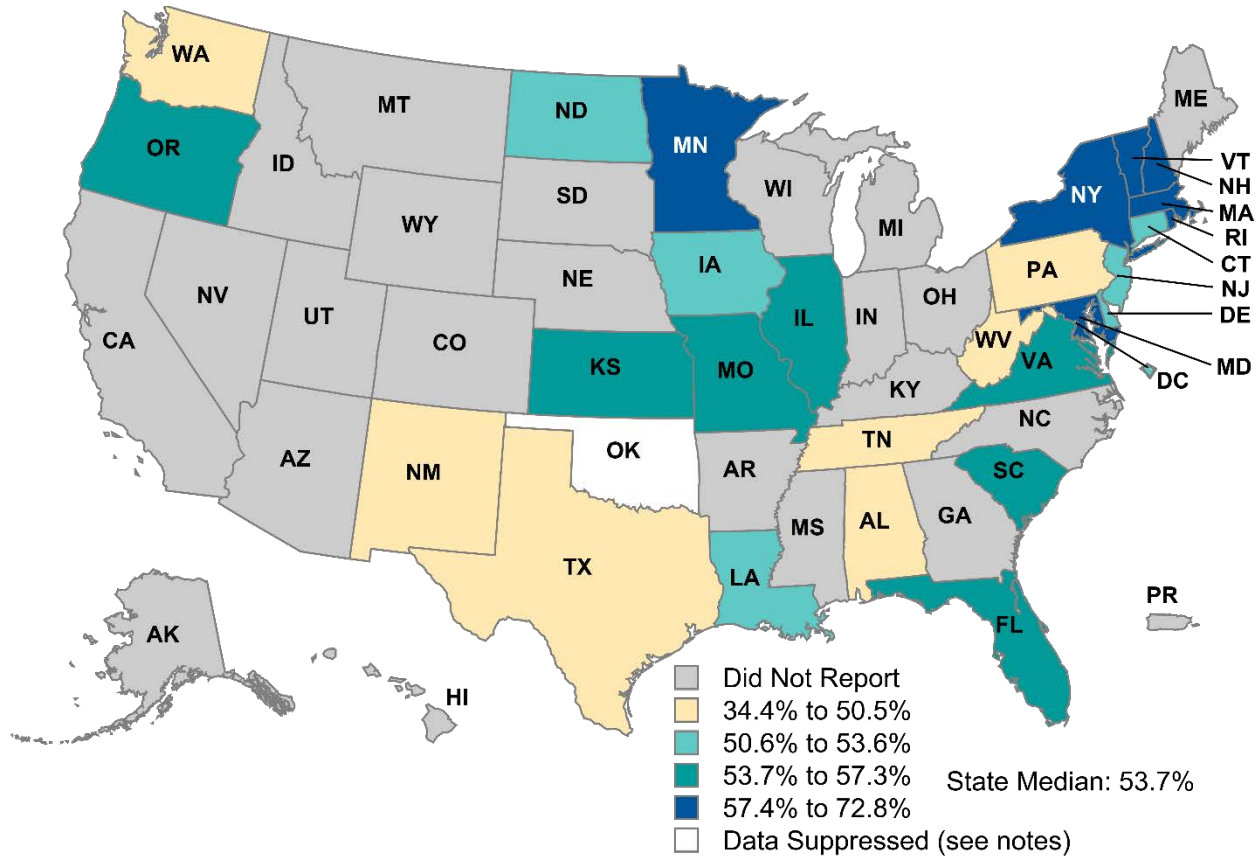 WA
MT
ND
MN
ME
OR
ID
SD
WI
VT
NH
NY
MA
WY
MI
RI
IA
PA
CT
NE
NJ
NV
OH
DE
UT
IL
IN
CA
CO
WV
MD
KS
MO
VA
DC
KY
NC
TN
OK
AZ
NM
AR
SC
MS
AL
GA
TX
LA
PR
FL
AK
HI
Did Not Report
34.4% to 50.5%
50.6% to 53.6%
53.7% to 57.3%
State Median: 53.7%
57.4% to 72.8%
Data Suppressed (see notes)